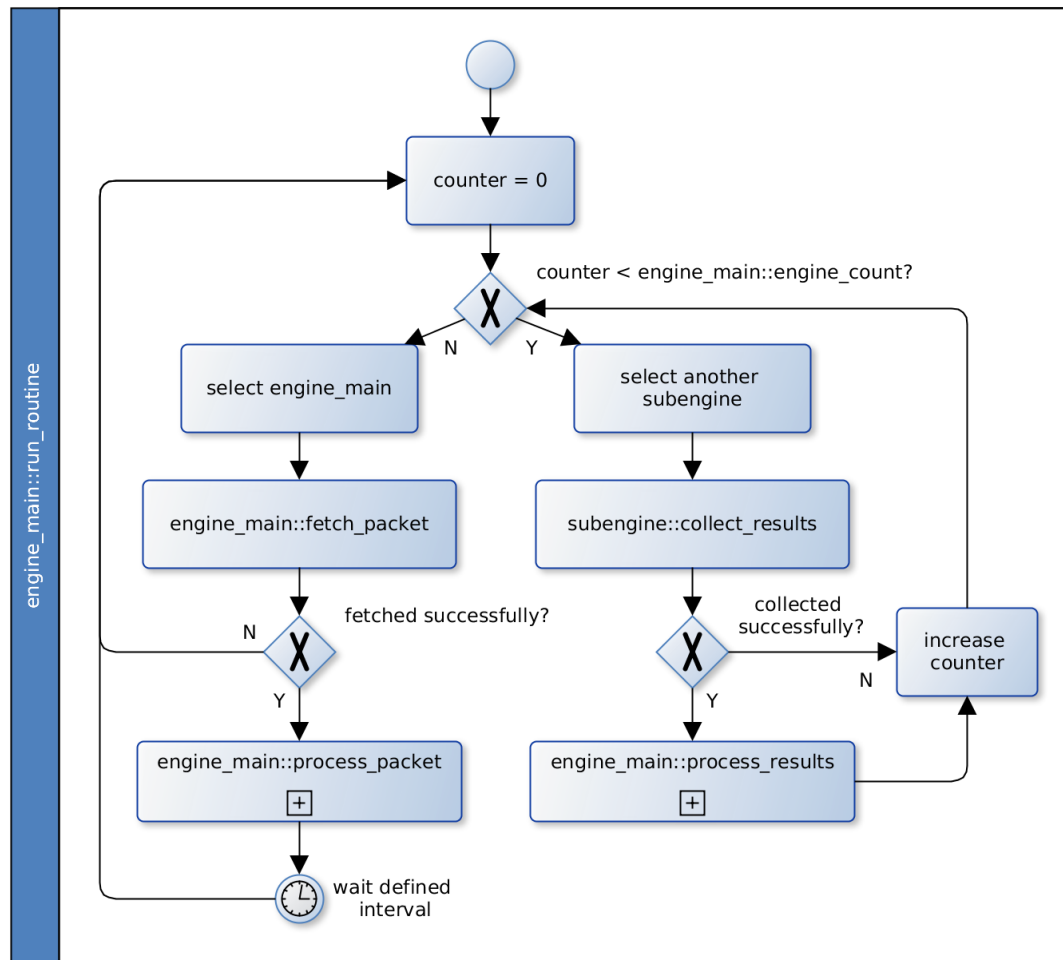 engine_main::run_routine
counter = 0
counter < engine_main::engine_count?
N
Y
select engine_main
select another
subengine
engine_main::fetch_packet
subengine::collect_results
fetched successfully?
N
Y
collected
successfully?
N
Y
increase
counter
engine_main::process_packet
+
engine_main::process_results
+
wait defined
interval